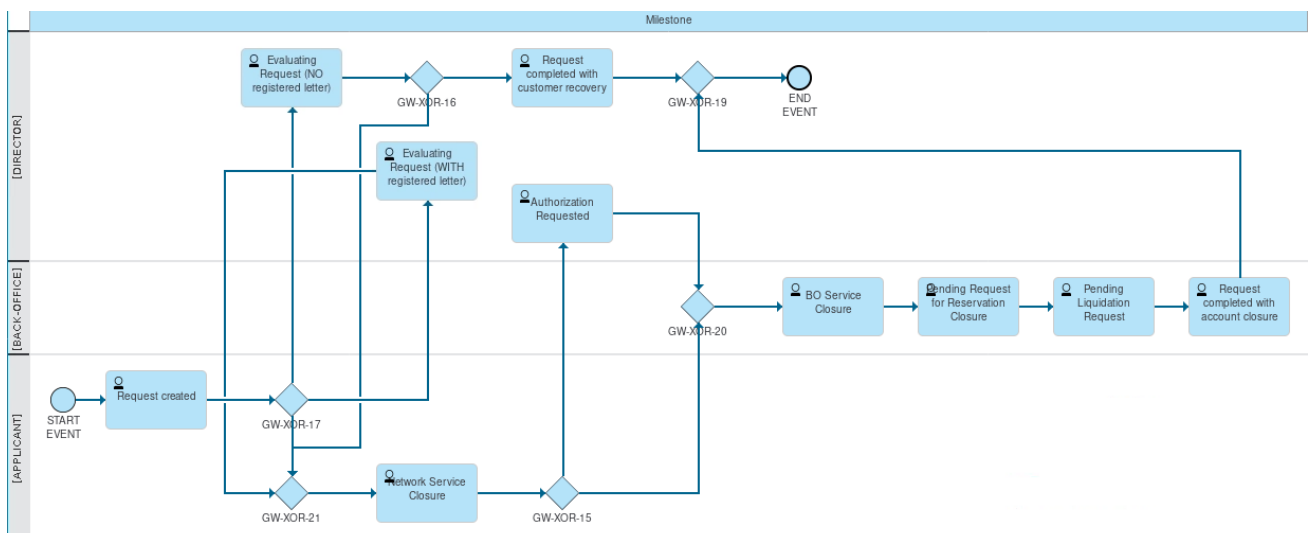 Milestone
[DIRECTOR]
Evaluating
Request (NO
registered letter)
GW-XOR-16
Request
completed with
customer recovery
GW-XOR-19
END
EVENT
Evaluating
Request (WITH
registered letter)
Authorization
Requested
[BACK-OFFICE]
GW-XOR-20
BO Service
Closure
Pending Request
for Reservation
Closure
Pending
Liquidation
Request
Request
completed with
account closure
[APPLICANT]
START
EVENT
Request created
GW-XOR-17
GW-XOR-21
Network Service
Closure
GW-XOR-15